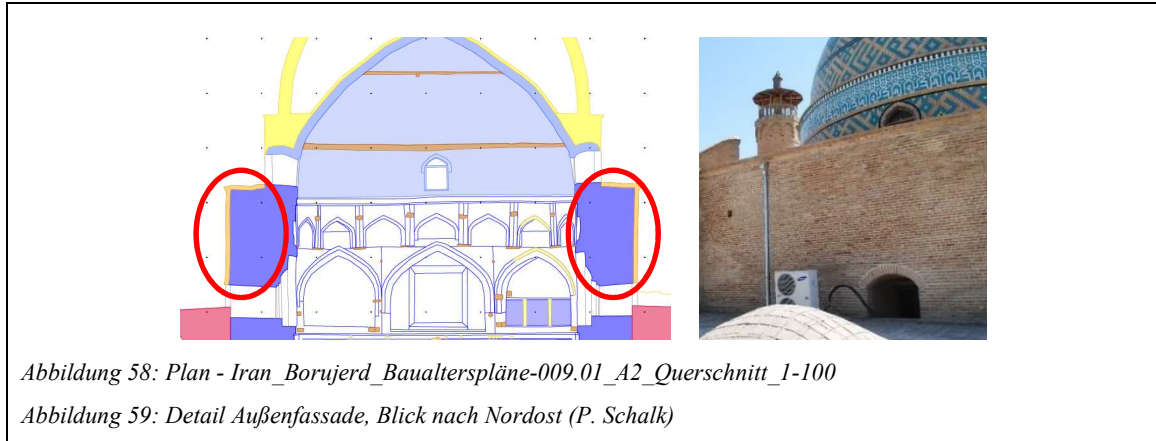 Abbildung 58: Plan - Iran_Borujerd_Baualterspläne-009.01_A2_Querschnitt_1-100
Abbildung 59: Detail Außenfassade, Blick nach Nordost (P. Schalk)